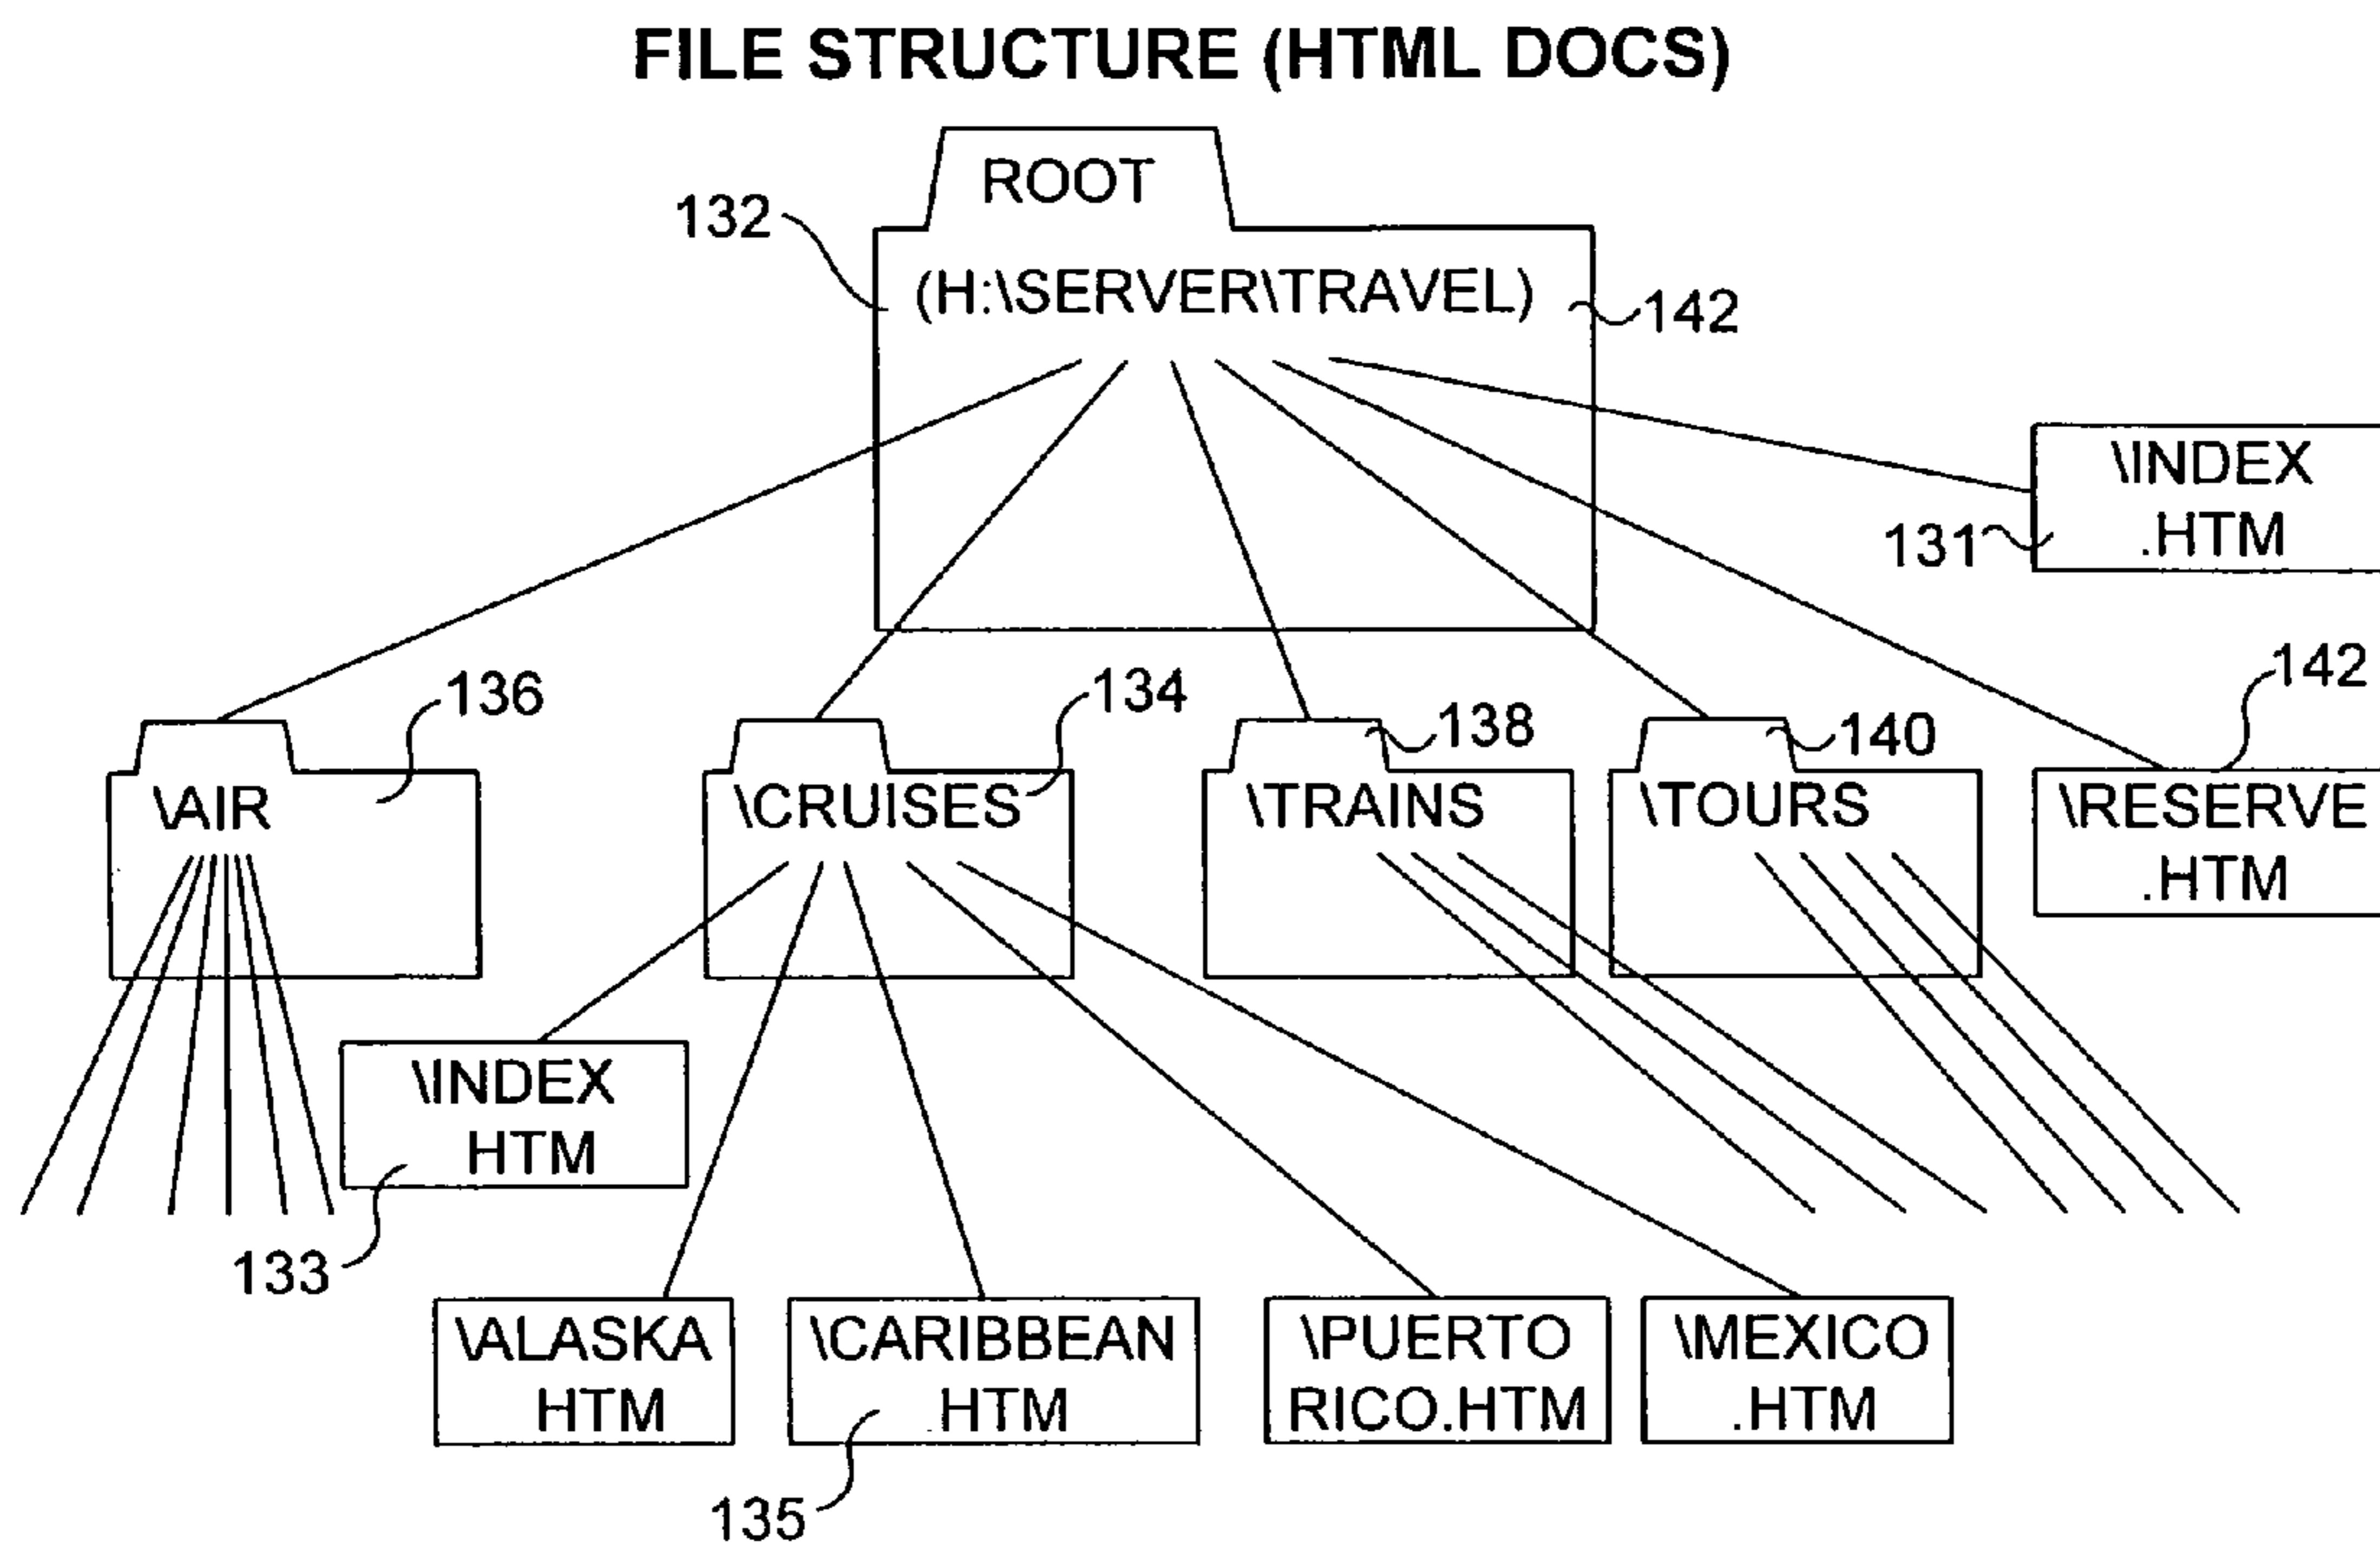 FILE STRUCTURE (HTML DOCS)
ROOT
132
(H:\SERVER\TRAVEL)
142
\INDEX
.HTM
131
136
134
138
140
142
\AIR
\CRUISES
\TRAINS
\TOURS
\RESERVE
.HTM
\INDEX
HTM
133
\ALASKA
HTM
\CARIBBEAN
.HTM
\PUERTO
RICO.HTM
\MEXICO
.HTM
135